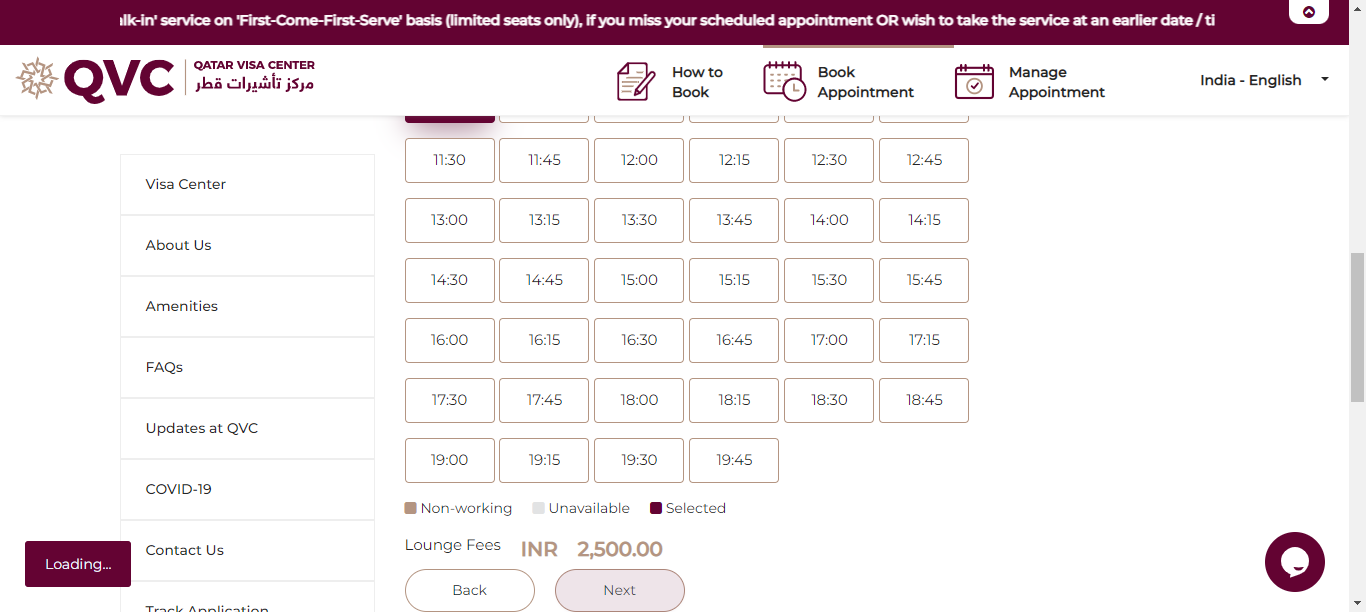 'walk-in' service on 'First-Come-First-Serve' basis (limited seats only), if you miss your scheduled appointment OR wish to take the service at an earlier date / ti
QVC
QATAR VISA CENTER
مركز تأشيرات قطر
How to
Book
Book
Appointment
Manage
Appointment
India - English
Visa Center
About Us
Amenities
FAQs
Updates at QVC
COVID-19
Contact Us
Track Application
Loading...
11:30 11:45 12:00 12:15 12:30 12:45
13:00 13:15 13:30 13:45 14:00 14:15
14:30 14:45 15:00 15:15 15:30 15:45
16:00 16:15 16:30 16:45 17:00 17:15
17:30 17:45 18:00 18:15 18:30 18:45
19:00 19:15 19:30 19:45
Non-working Unavailable Selected
Lounge Fees INR 2,500.00
Back Next